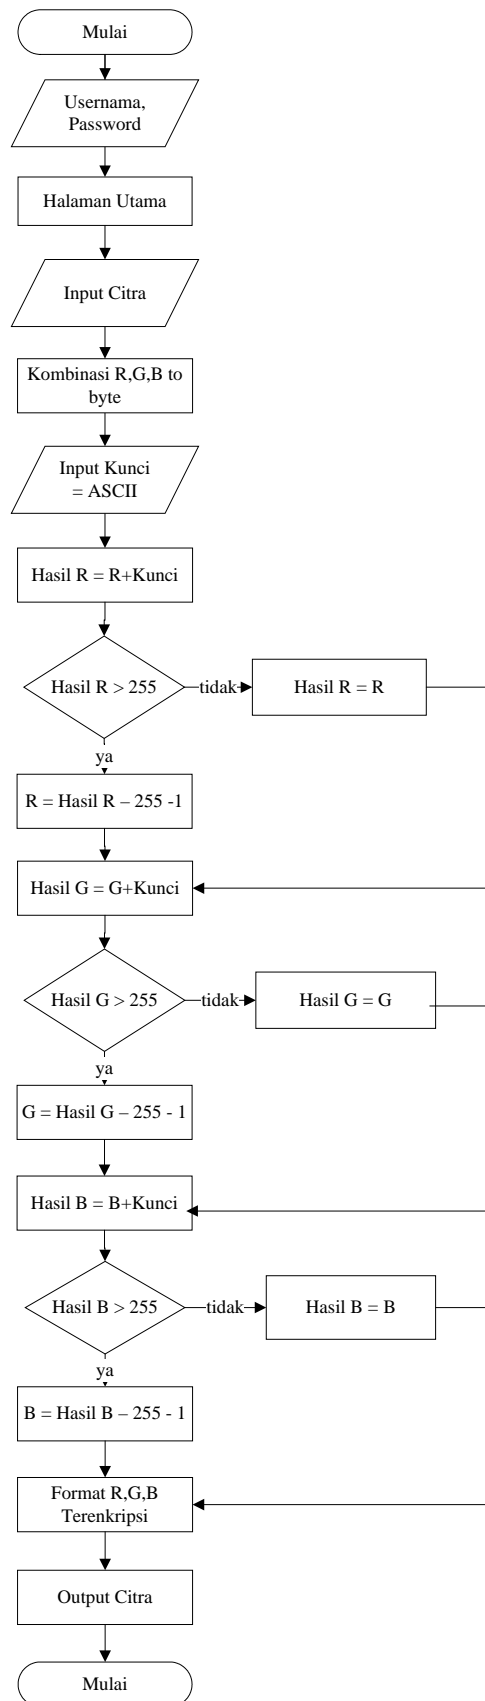 Mulai
Usernama,
Password
Halaman Utama
Input Citra
Kombinasi R,G,B to
byte
Input Kunci
= ASCII
Hasil R = R+Kunci
Hasil R > 255
tidak
Hasil R = R
ya
R = Hasil R – 255 -1
Hasil G = G+Kunci
Hasil G > 255
tidak
Hasil G = G
ya
G = Hasil G – 255 - 1
Hasil B = B+Kunci
Hasil B > 255
tidak
Hasil B = B
ya
B = Hasil B – 255 - 1
Format R,G,B
Terenkripsi
Output Citra
Mulai